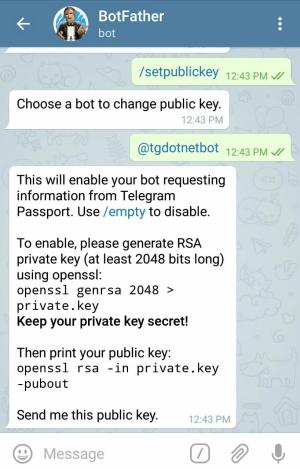 BotFather
bot
/setpublickey 12:43 PM
Choose a bot to change public key.
12:43 PM
@tgdotnetbot 12:43 PM
This will enable your bot requesting
information from Telegram
Passport. Use /empty to disable.
To enable, please generate RSA
private key (at least 2048 bits long)
using openssl:
openssl genrsa 2048 >
private.key
Keep your private key secret!
Then print your public key:
openssl rsa -in private.key
-pubout
Send me this public key. 12:43 PM
Message